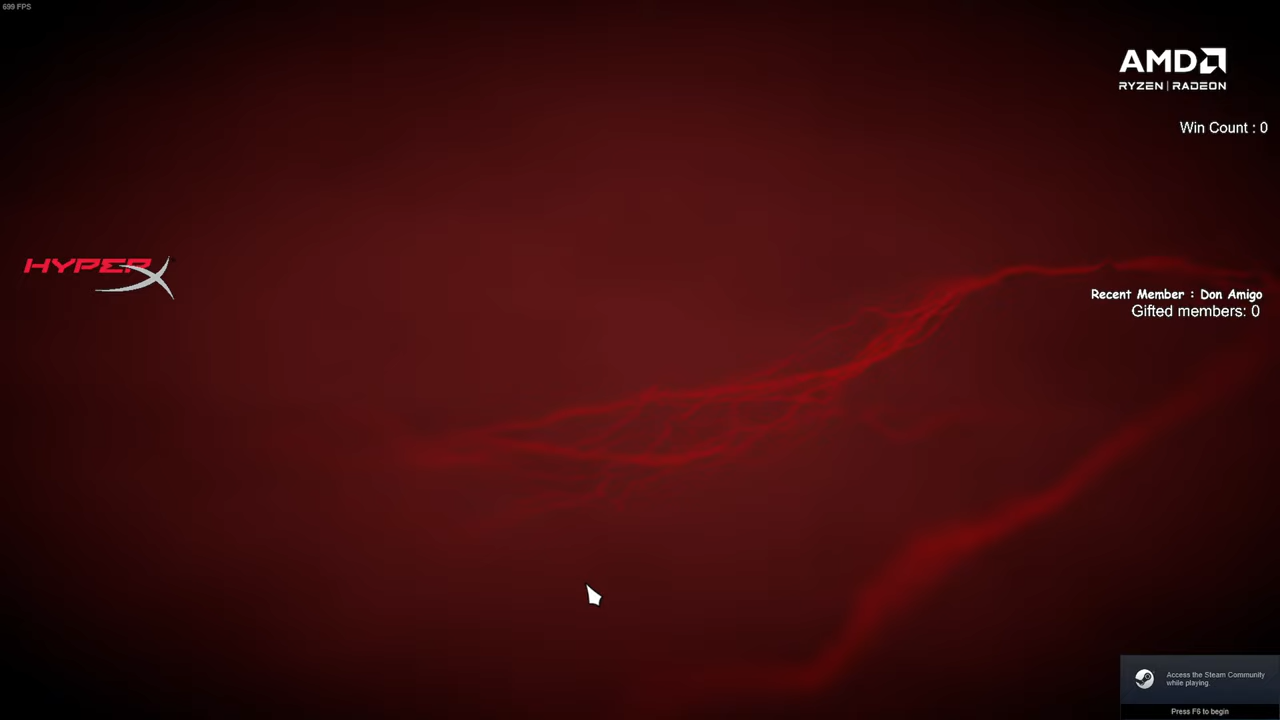 699 FPS
AMD
RYZEN | RADEON
Win Count : 0
HYPERX
Recent Member : Don Amigo
Gifted members: 0
Access the Steam Community
while playing.
Press F6 to begin